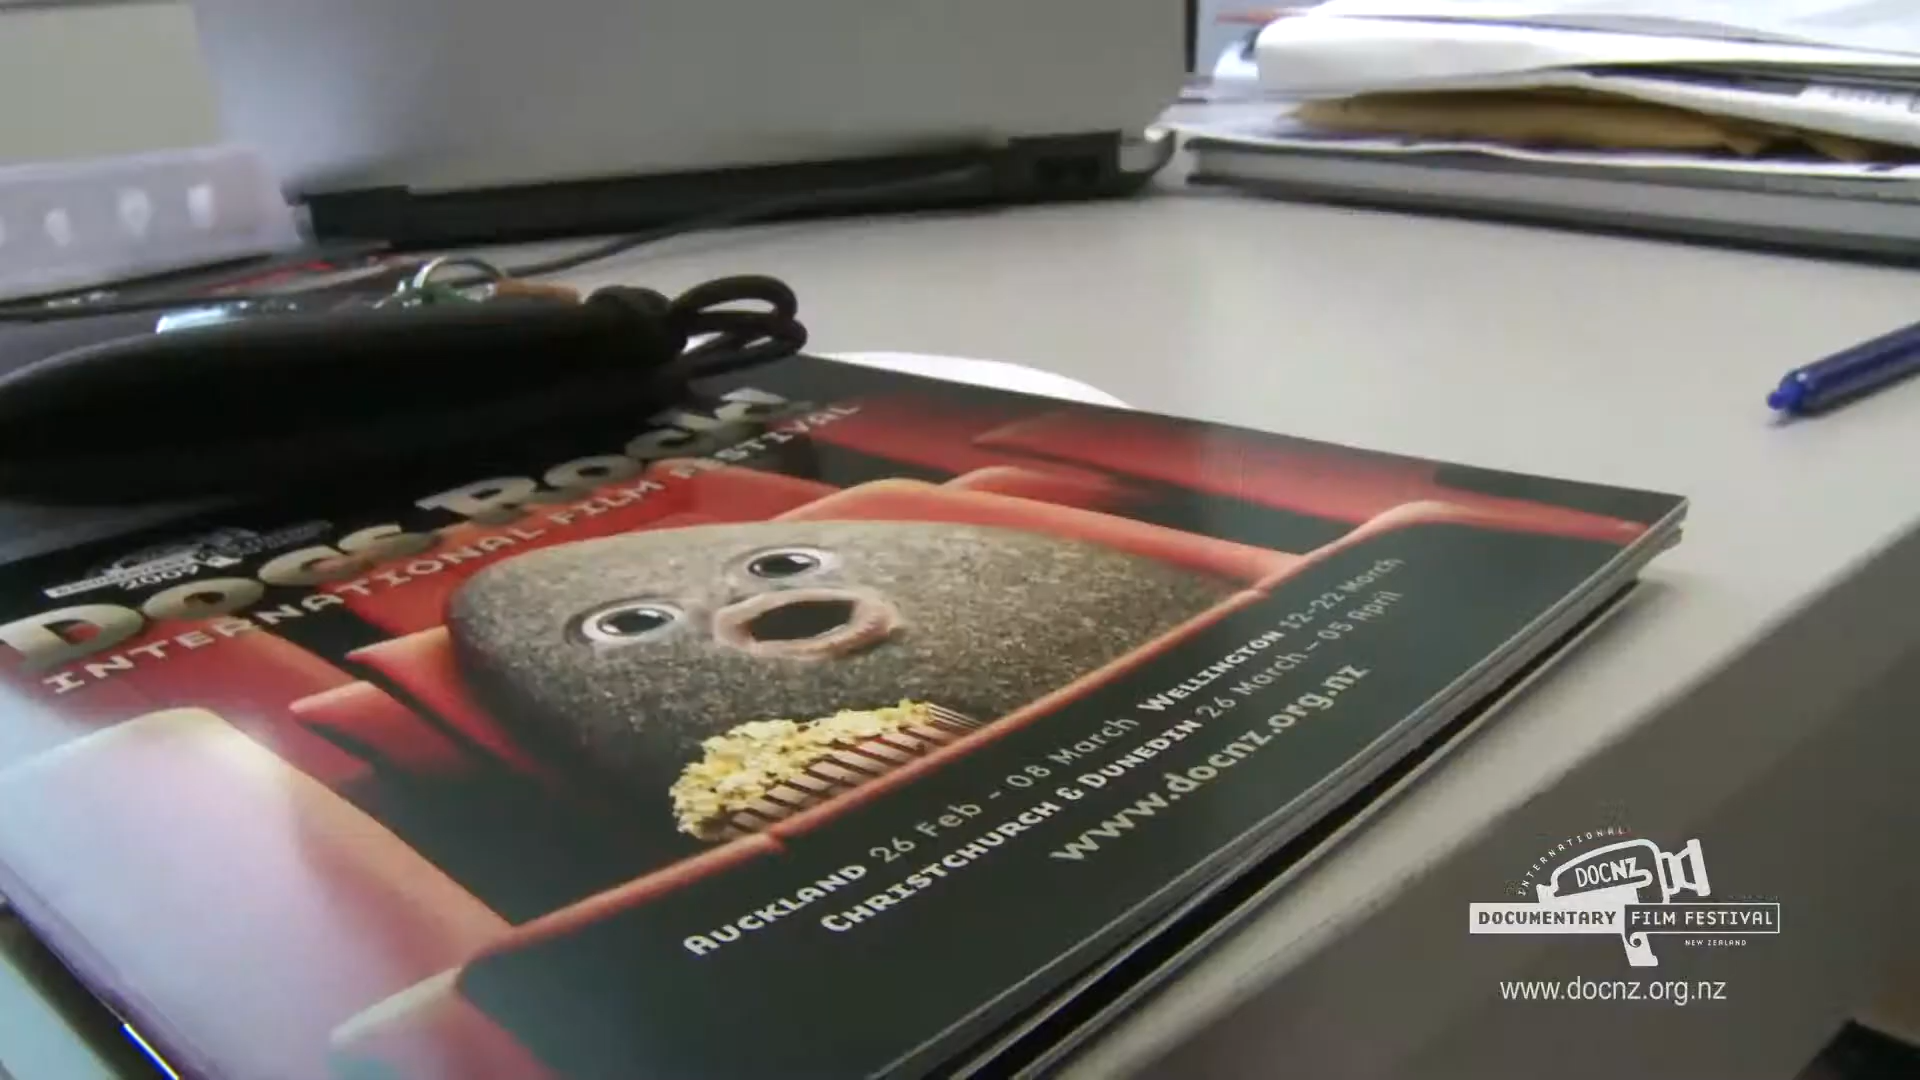 2009
DOCS ROCK!
INTERNATIONAL FILM FESTIVAL
AUCKLAND 26 Feb - 08 March WELLINGTON 12-22 March
CHRISTCHURCH & DUNEDIN 26 March - 05 April
www.docnz.org.nz
INTERNATIONAL
DOCNZ
DOCUMENTARY FILM FESTIVAL
NEW ZEALAND
www.docnz.org.nz